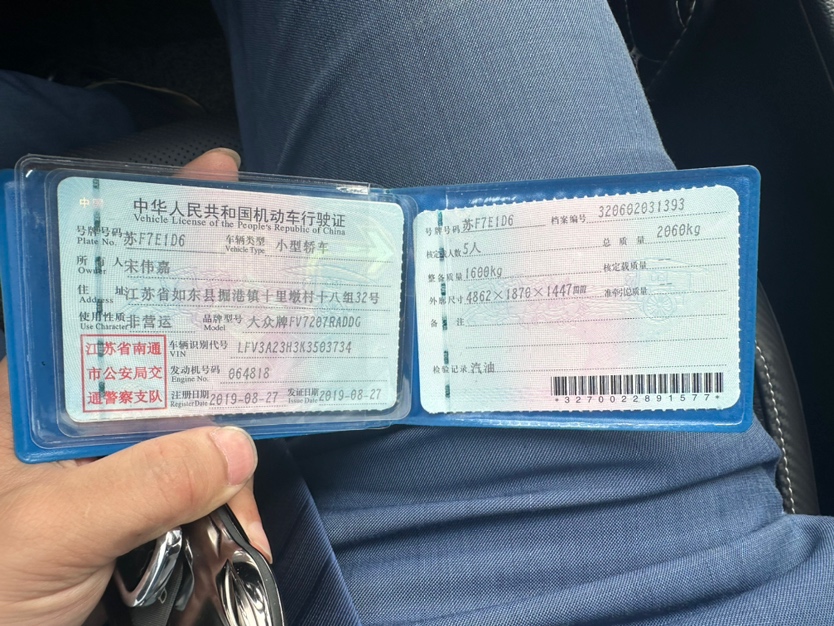 中华人民共和国机动车行驶证
Vehicle License of the People's Republic of China
号牌号码 苏F7E1D6 车辆类型 小型轿车
Plate No. Vehicle Type
所有人 宋伟嘉
Owner
住址 江苏省如东县掘港镇十里墩村十八组32号
Address
使用性质 非营运 品牌型号 大众牌FV7207RADDG
Use Character Model
江苏省南通
市公安局交
通警察支队
车辆识别代号 LFV3A23H3K3503734
VIN
发动机号码 064818
Engine No.
注册日期 2019-08-27 发证日期 2019-08-27
Register Date Issue Date
号牌号码 苏F7E1D6 档案编号 320602031393
核定载人数 5人 总质量 2060kg
整备质量 1600kg 核定载质量
外廓尺寸 4862×1870×1447mm 准牵引总质量
备注
检验记录 汽油
*3270022891577*